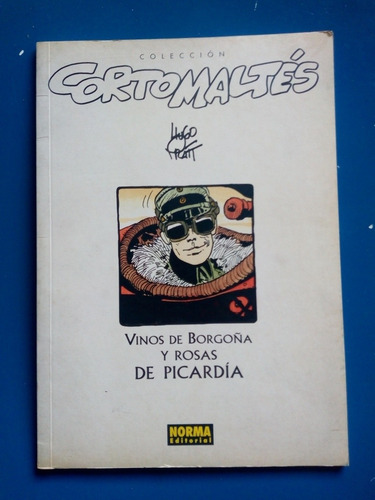 COLECCIÓN
CORTO MALTÉS
HUGO
PRATT
VINOS DE BORGOÑA
Y ROSAS
DE PICARDÍA
NORMA
Editorial